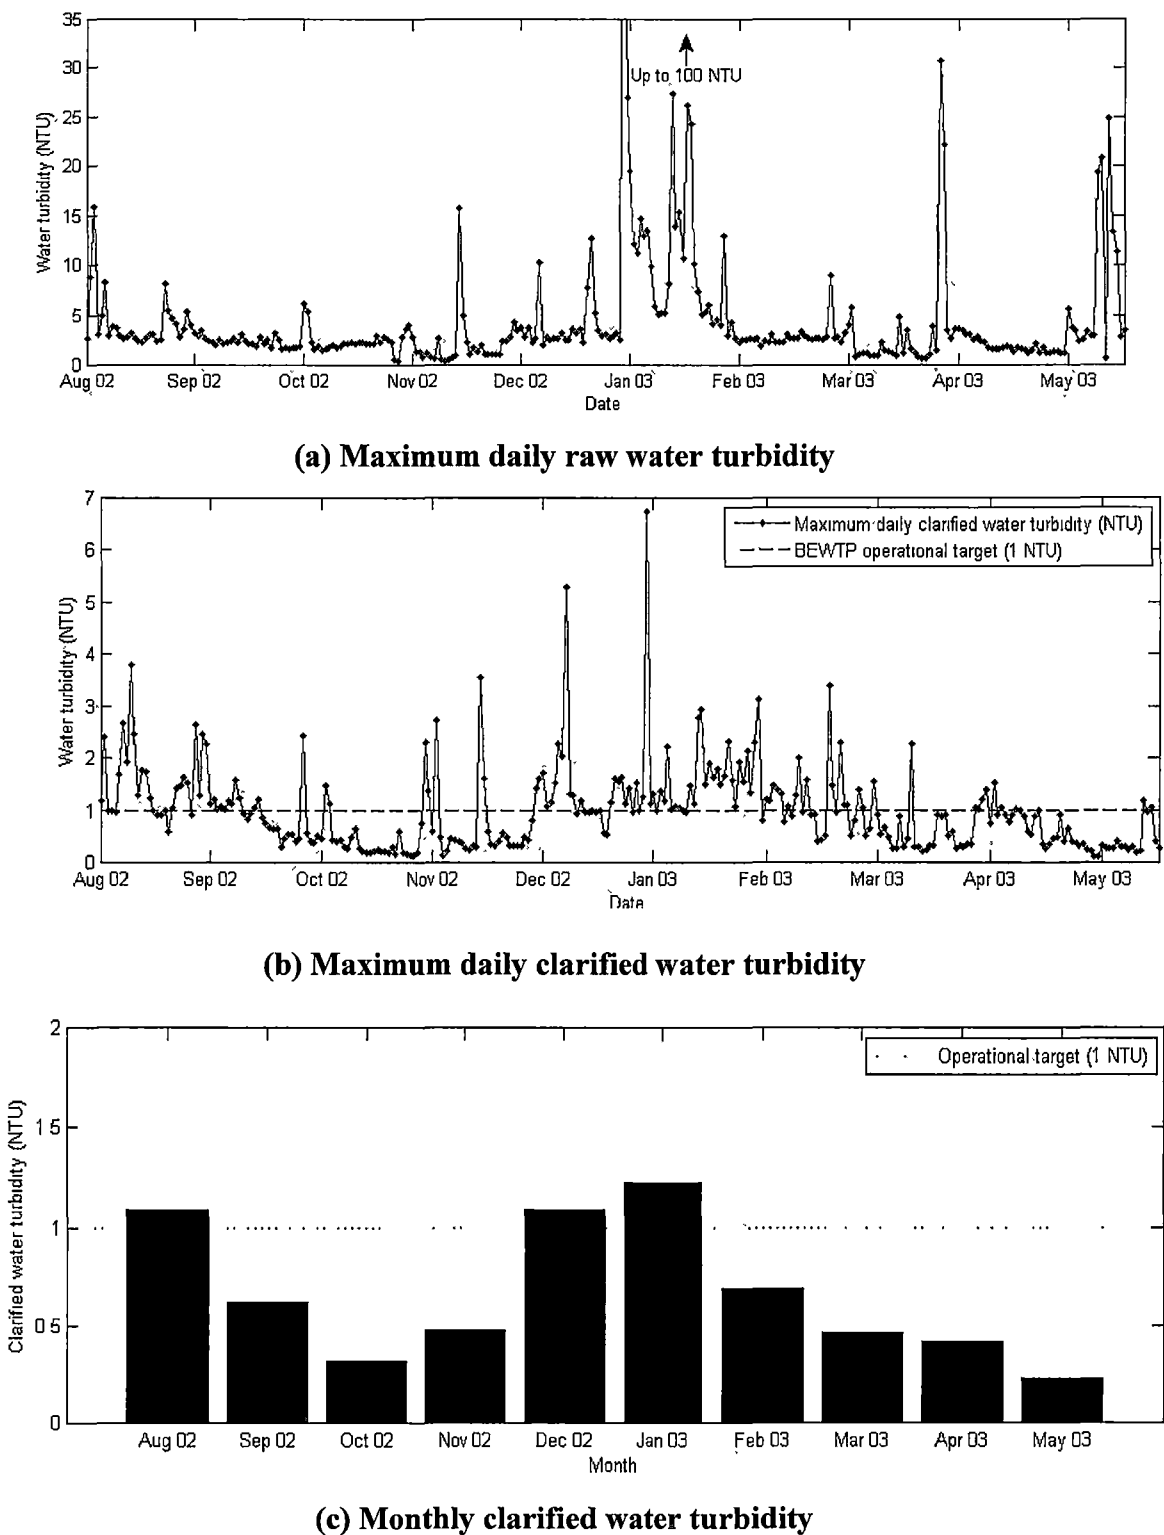 35
30
25
20
15
10
5
0
Water turbidity (NTU)
Up to 100 NTU
Aug 02 Sep 02 Oct 02 Nov 02 Dec 02 Jan 03 Feb 03 Mar 03 Apr 03 May 03
Date
(a) Maximum daily raw water turbidity
7
6
5
4
3
2
1
0
Water turbidity (NTU)
Maximum daily clarified water turbidity (NTU)
BEWTP operational target (1 NTU)
Aug 02 Sep 02 Oct 02 Nov 02 Dec 02 Jan 03 Feb 03 Mar 03 Apr 03 May 03
Date
(b) Maximum daily clarified water turbidity
2
1 5
1
0 5
0
Clarified water turbidity (NTU)
Operational target (1 NTU)
Aug 02 Sep 02 Oct 02 Nov 02 Dec 02 Jan 03 Feb 03 Mar 03 Apr 03 May 03
Month
(c) Monthly clarified water turbidity